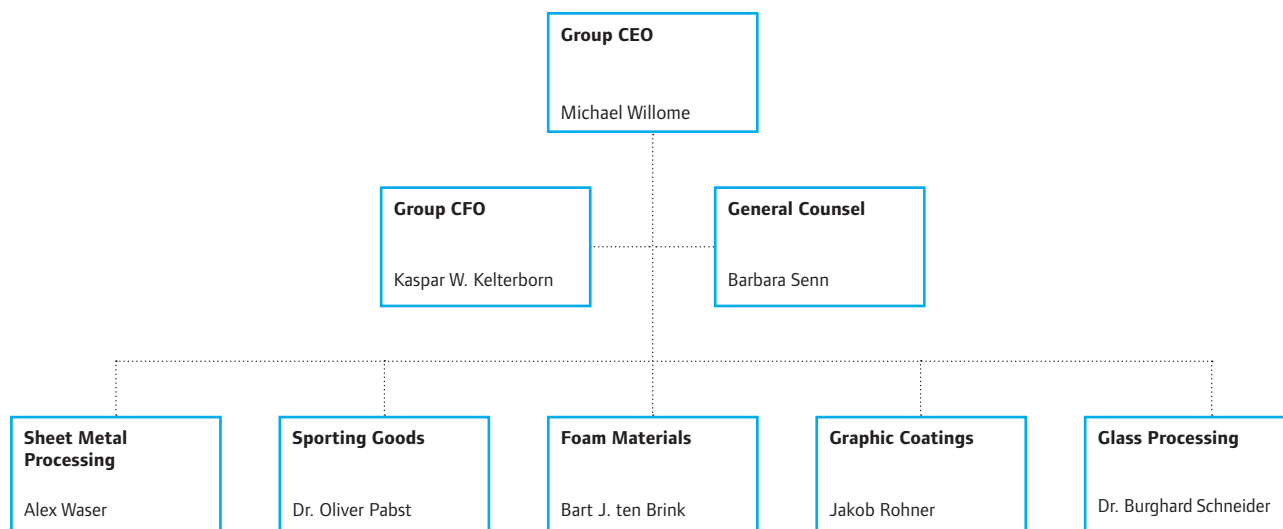 Group CEO
Michael Willome
Group CFO
Kaspar W. Kelterborn
General Counsel
Barbara Senn
Sheet Metal
Processing
Alex Waser
Sporting Goods
Dr. Oliver Pabst
Foam Materials
Bart J. ten Brink
Graphic Coatings
Jakob Rohner
Glass Processing
Dr. Burghard Schneider